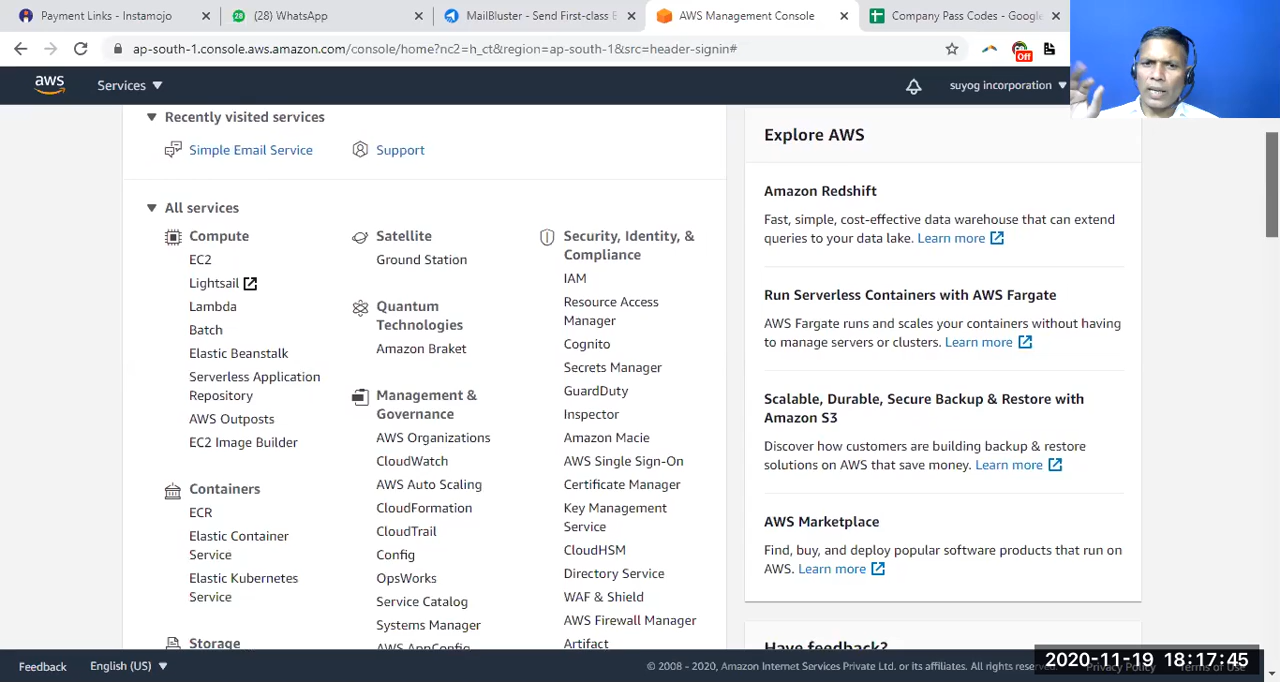 Payment Links - Instamojo
(28) WhatsApp
MailBluster - Send First-class E
AWS Management Console
Company Pass Codes - Google
ap-south-1.console.aws.amazon.com/console/home?nc2=h_ct&region=ap-south-1&src=header-signin#
Off
aws
Services
suyog incorporation
Recently visited services
Simple Email Service
Support
All services
Compute
EC2
Lightsail
Lambda
Batch
Elastic Beanstalk
Serverless Application
Repository
AWS Outposts
EC2 Image Builder
Containers
ECR
Elastic Container
Service
Elastic Kubernetes
Service
Storage
Satellite
Ground Station
Quantum
Technologies
Amazon Braket
Management &
Governance
AWS Organizations
CloudWatch
AWS Auto Scaling
CloudFormation
CloudTrail
Config
OpsWorks
Service Catalog
Systems Manager
AWS AppConfig
Security, Identity, &
Compliance
IAM
Resource Access
Manager
Cognito
Secrets Manager
GuardDuty
Inspector
Amazon Macie
AWS Single Sign-On
Certificate Manager
Key Management
Service
CloudHSM
Directory Service
WAF & Shield
AWS Firewall Manager
Artifact
Explore AWS
Amazon Redshift
Fast, simple, cost-effective data warehouse that can extend
queries to your data lake. Learn more
Run Serverless Containers with AWS Fargate
AWS Fargate runs and scales your containers without having
to manage servers or clusters. Learn more
Scalable, Durable, Secure Backup & Restore with
Amazon S3
Discover how customers are building backup & restore
solutions on AWS that save money. Learn more
AWS Marketplace
Find, buy, and deploy popular software products that run on
AWS. Learn more
Have feedback?
Feedback
English (US)
© 2008 - 2020, Amazon Internet Services Private Ltd. or its affiliates. All rights reserved.
Privacy Policy
Terms of Use
2020-11-19 18:17:45